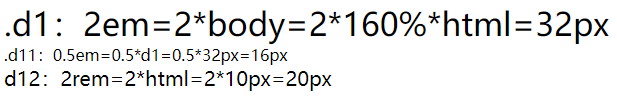 .d1：2em=2*body=2*160%*html=32px
.d11：0.5em=0.5*d1=0.5*32px=16px
d12：2rem=2*html=2*10px=20px